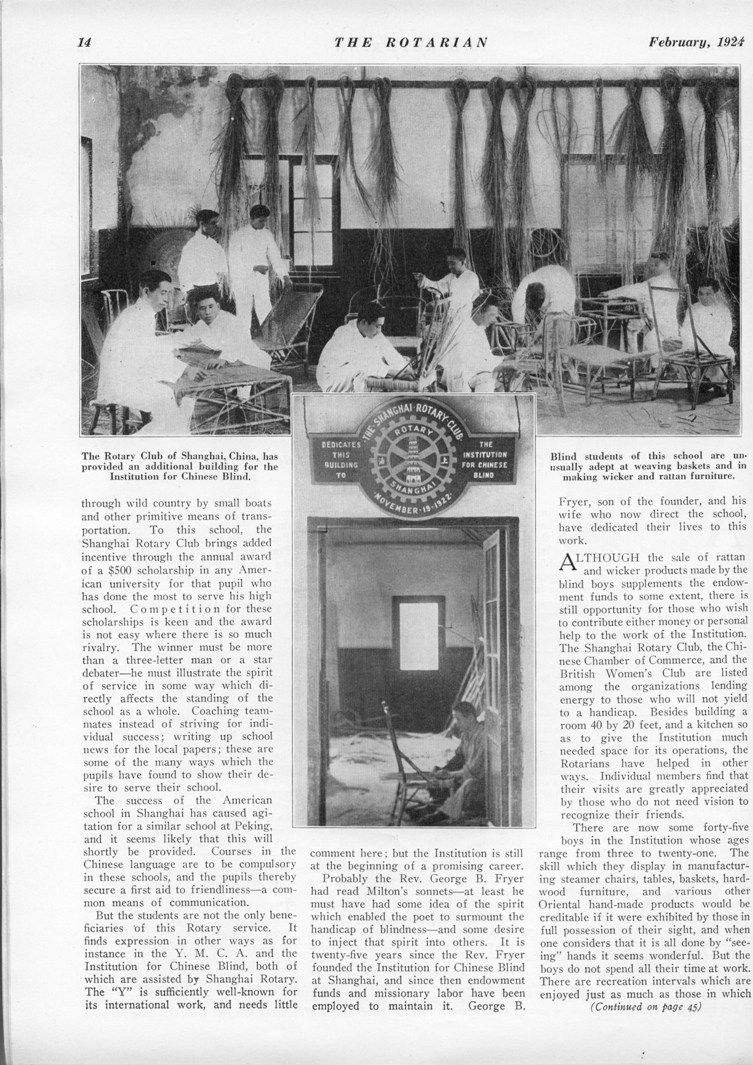 14
THE ROTARIAN
February, 1924
The Rotary Club of Shanghai, China, has
provided an additional building for the
Institution for Chinese Blind.
THE SHANGHAI ROTARY CLUB
DEDICATES
THIS
BUILDING
TO
ROTARY
SHANGHAI
THE
INSTITUTION
FOR CHINESE
BLIND
NOVEMBER-19-1922
Blind students of this school are un-
usually adept at weaving baskets and in
making wicker and rattan furniture.
through wild country by small boats
and other primitive means of trans-
portation. To this school, the
Shanghai Rotary Club brings added
incentive through the annual award
of a $500 scholarship in any Amer-
ican university for that pupil who
has done the most to serve his high
school. Competition for these
scholarships is keen and the award
is not easy where there is so much
rivalry. The winner must be more
than a three-letter man or a star
debater—he must illustrate the spirit
of service in some way which di-
rectly affects the standing of the
school as a whole. Coaching team-
mates instead of striving for indi-
vidual success; writing up school
news for the local papers; these are
some of the many ways which the
pupils have found to show their de-
sire to serve their school.
The success of the American
school in Shanghai has caused agi-
tation for a similar school at Peking,
and it seems likely that this will
shortly be provided. Courses in the
Chinese language are to be compulsory
in these schools, and the pupils thereby
secure a first aid to friendliness—a com-
mon means of communication.
But the students are not the only bene-
ficiaries of this Rotary service. It
finds expression in other ways as for
instance in the Y. M. C. A. and the
Institution for Chinese Blind, both of
which are assisted by Shanghai Rotary.
The "Y" is sufficiently well-known for
its international work, and needs little
comment here; but the Institution is still
at the beginning of a promising career.
Probably the Rev. George B. Fryer
had read Milton's sonnets—at least he
must have had some idea of the spirit
which enabled the poet to surmount the
handicap of blindness—and some desire
to inject that spirit into others. It is
twenty-five years since the Rev. Fryer
founded the Institution for Chinese Blind
at Shanghai, and since then endowment
funds and missionary labor have been
employed to maintain it. George B.
Fryer, son of the founder, and his
wife who now direct the school,
have dedicated their lives to this
work.
ALTHOUGH the sale of rattan
and wicker products made by the
blind boys supplements the endow-
ment funds to some extent, there is
still opportunity for those who wish
to contribute either money or personal
help to the work of the Institution.
The Shanghai Rotary Club, the Chi-
nese Chamber of Commerce, and the
British Women's Club are listed
among the organizations lending
energy to those who will not yield
to a handicap. Besides building a
room 40 by 20 feet, and a kitchen so
as to give the Institution much
needed space for its operations, the
Rotarians have helped in other
ways. Individual members find that
their visits are greatly appreciated
by those who do not need vision to
recognize their friends.
There are now some forty-five
boys in the Institution whose ages
range from three to twenty-one. The
skill which they display in manufactur-
ing steamer chairs, tables, baskets, hard-
wood furniture, and various other
Oriental hand-made products would be
creditable if it were exhibited by those in
full possession of their sight, and when
one considers that it is all done by "see-
ing" hands it seems wonderful. But the
boys do not spend all their time at work.
There are recreation intervals which are
enjoyed just as much as those in which
(Continued on page 45)